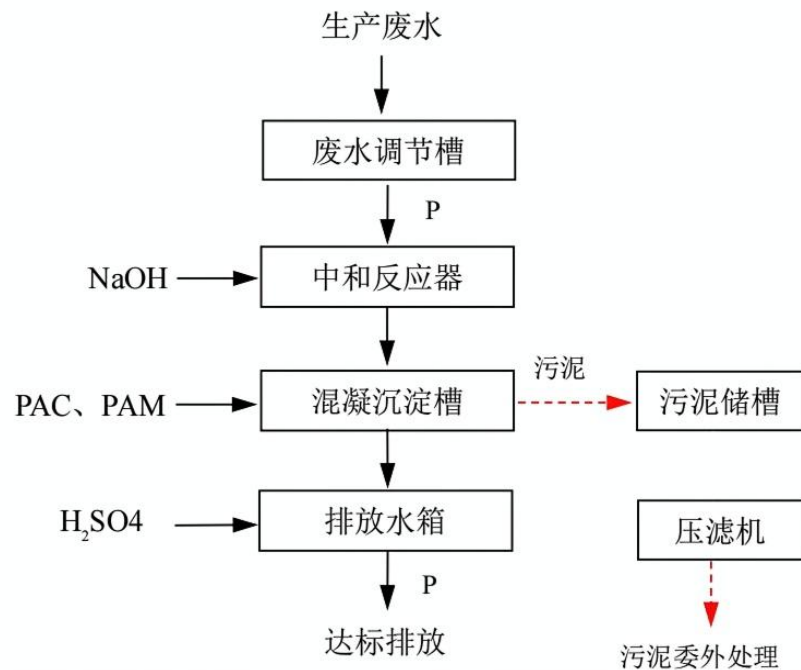 生产废水
废水调节槽
P
NaOH
中和反应器
污泥
PAC、PAM
混凝沉淀槽
污泥储槽
H₂SO4
排放水箱
压滤机
P
达标排放
污泥委外处理